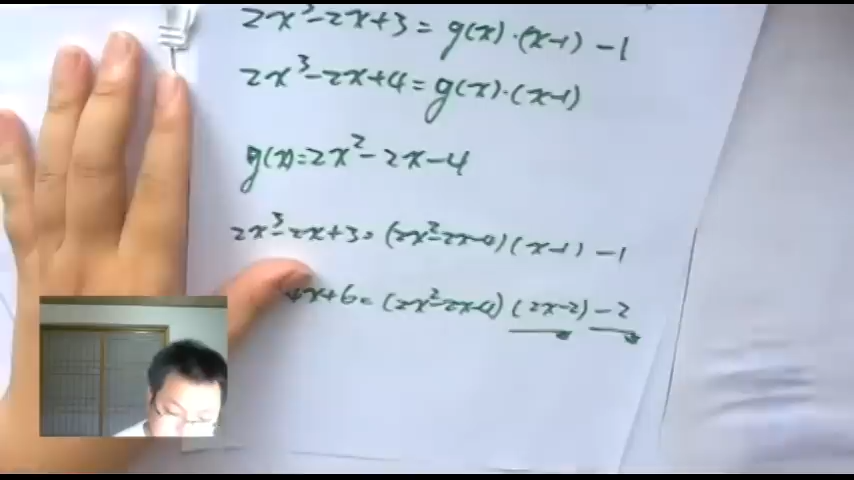 2x³-2x+3 = g(x)·(x-1) -1
2x³-2x+4 = g(x)·(x-1)
g(x)=2x²-2x-4
2x³-2x+3=(2x²-2x-4)(x-1) -1
4x+6=(2x²-2x-4)(2x-2)-2